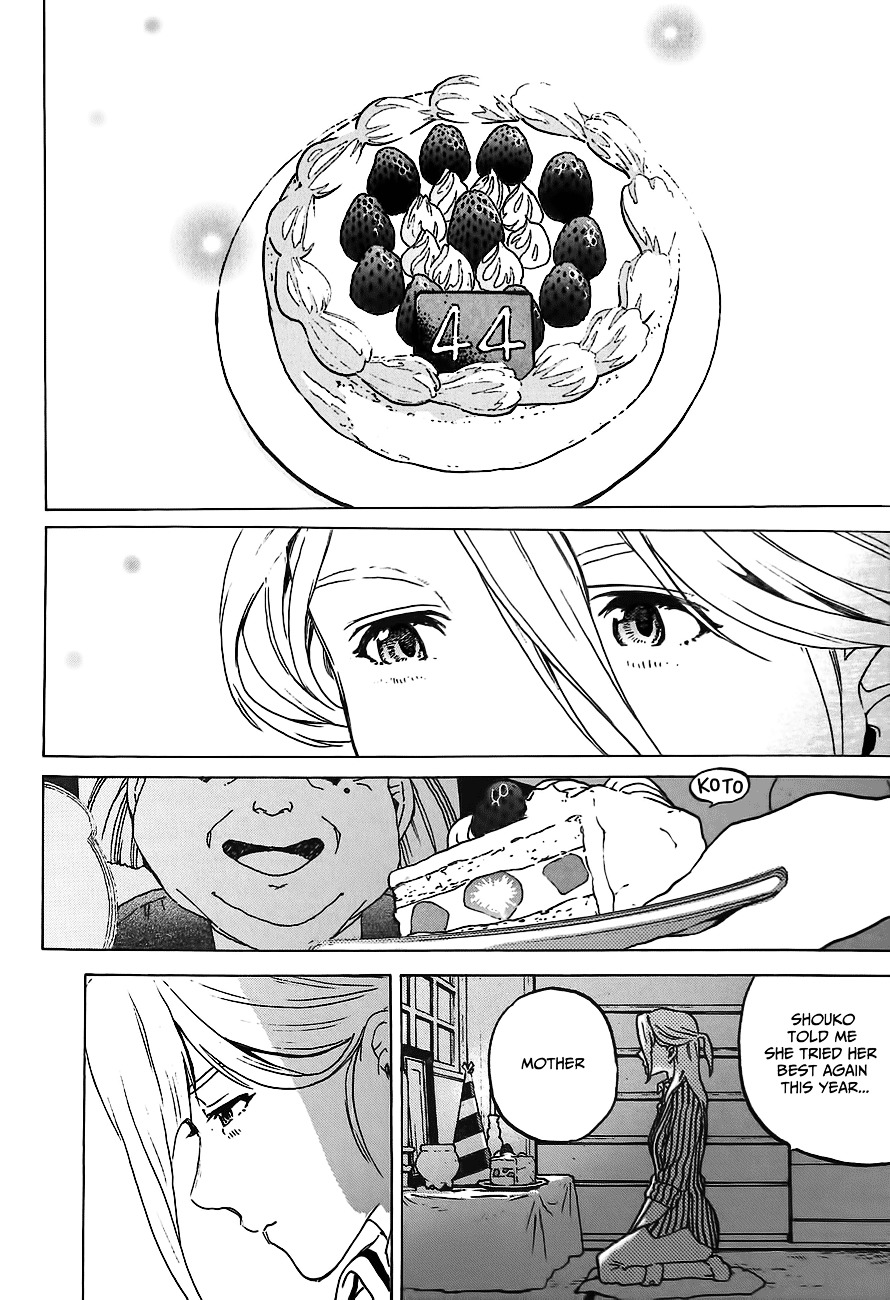 44
KOTO
SHOUKO
TOLD ME
SHE TRIED HER
BEST AGAIN
THIS YEAR...
MOTHER